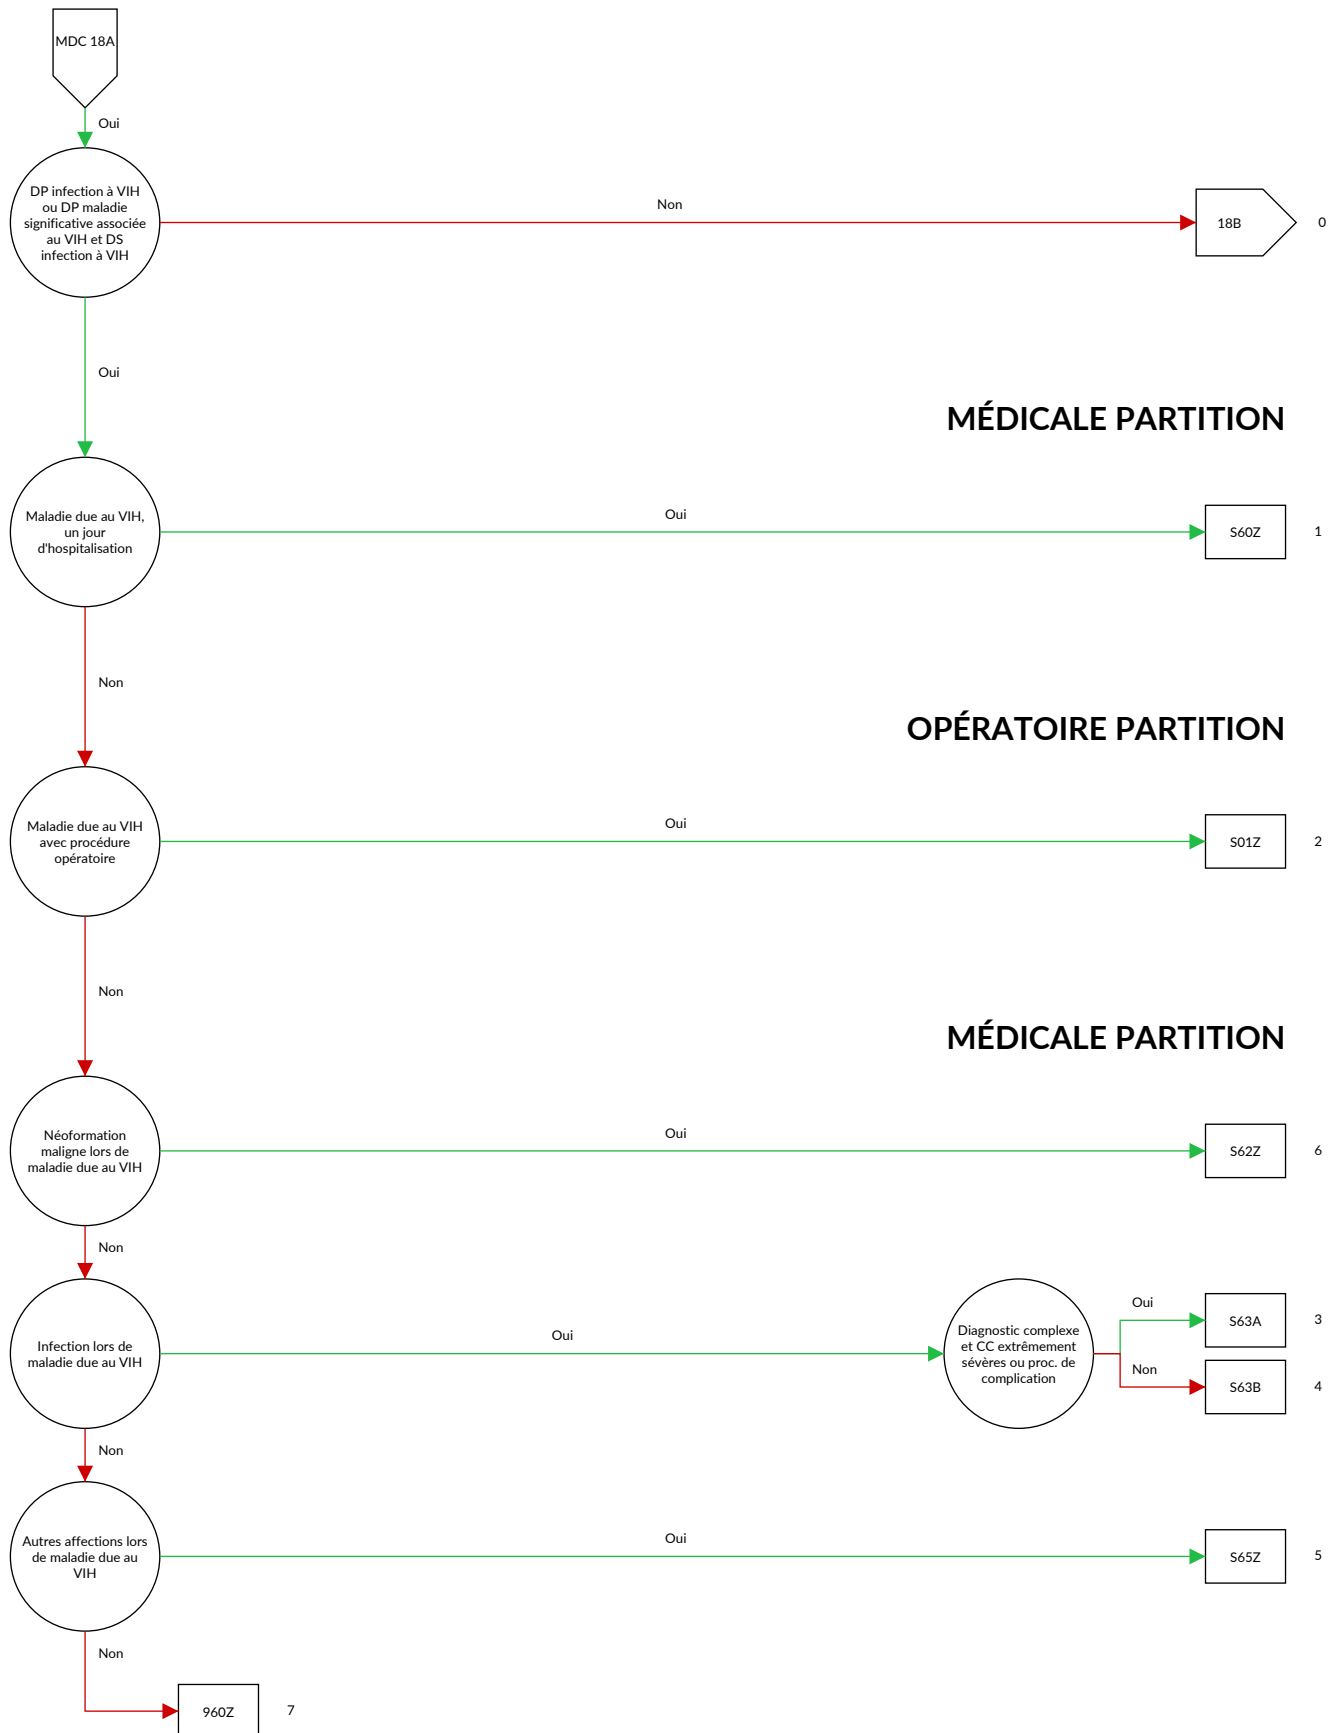 MDC 18A
Oui
DP infection à VIH
ou DP maladie
significative associée
au VIH et DS
infection à VIH
Non
18B
0
Oui
MÉDICALE PARTITION
Maladie due au VIH,
un jour
d'hospitalisation
Oui
S60Z
1
Non
OPÉRATOIRE PARTITION
Maladie due au VIH
avec procédure
opératoire
Oui
S01Z
2
Non
MÉDICALE PARTITION
Néoformation
maligne lors de
maladie due au VIH
Oui
S62Z
6
Non
Infection lors de
maladie due au VIH
Oui
Diagnostic complexe
et CC extrêmement
sévères ou proc. de
complication
Oui
S63A
3
Non
S63B
4
Non
Autres affections lors
de maladie due au
VIH
Oui
S65Z
5
Non
960Z
7